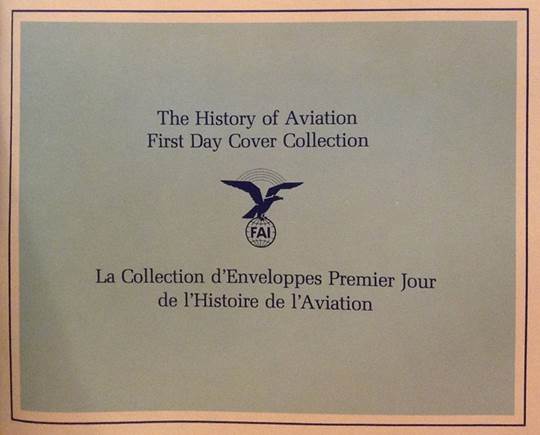 The History of Aviation
First Day Cover Collection
FAI
La Collection d'Enveloppes Premier Jour
de l'Histoire de l'Aviation